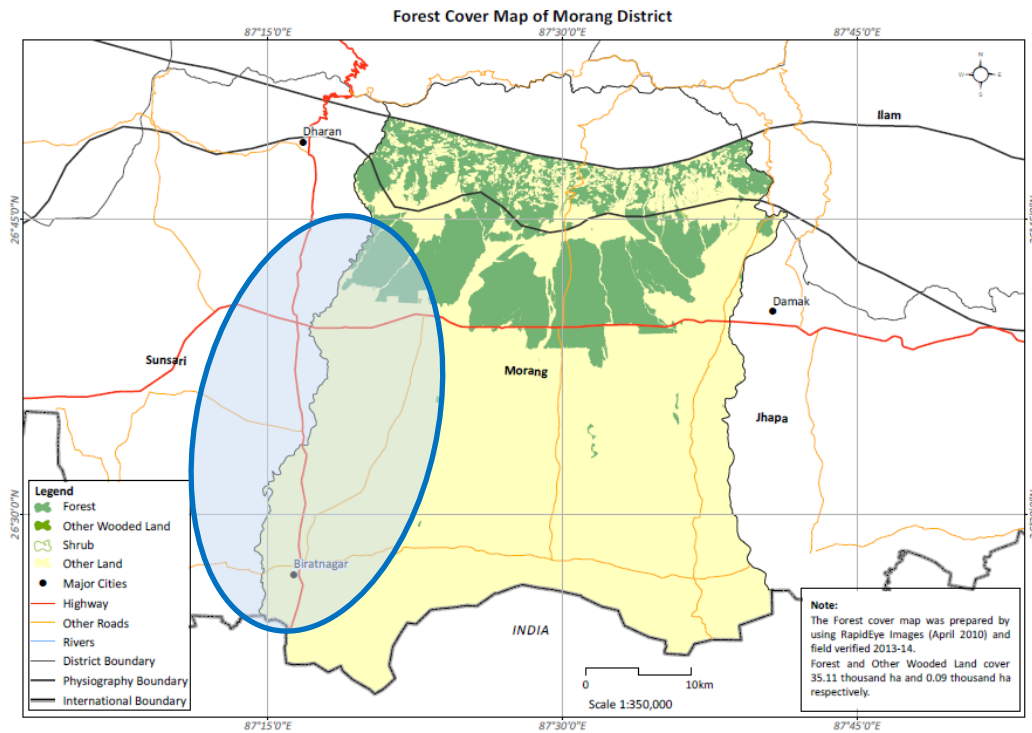 Forest Cover Map of Morang District
87°15'0"E
87°30'0"E
87°45'0"E
N
W
E
S
Ilam
Dharan
26°45'0"N
Damak
Sunsari
Morang
Jhapa
26°30'0"N
Biratnagar
INDIA
Legend
Forest
Other Wooded Land
Shrub
Other Land
Major Cities
Highway
Other Roads
Rivers
District Boundary
Physiography Boundary
International Boundary
0
10km
Scale 1:350,000
Note:
The Forest cover map was prepared by
using RapidEye Images (April 2010) and
field verified 2013-14.
Forest and Other Wooded Land cover
35.11 thousand ha and 0.09 thousand ha
respectively.
87°15'0"E
87°30'0"E
87°45'0"E